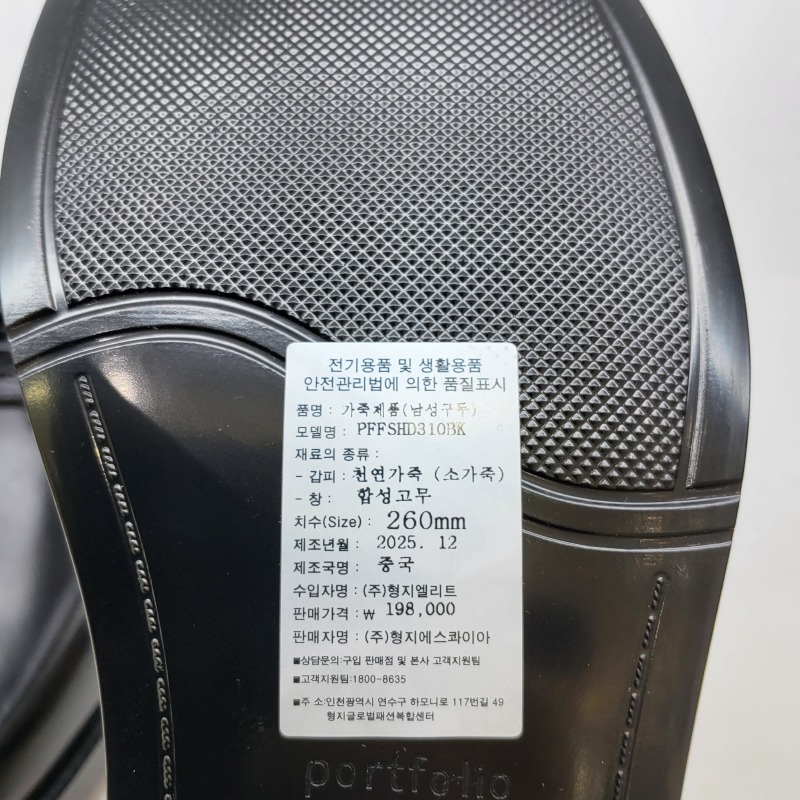 전기용품 및 생활용품
안전관리법에 의한 품질표시
품명 : 가죽제품(남성구두)
모델명 : PFFSHD310BK
재료의 종류 :
- 갑피 : 천연가죽 (소가죽)
- 창 : 합성고무
치수(Size) : 260mm
제조년월 : 2025. 12
제조국명 : 중국
수입자명 : (주)형지엘리트
판매가격 : ₩ 198,000
판매자명 : (주)형지에스콰이아
■상담문의:구입 판매점 및 본사 고객지원팀
■고객지원팀:1800-8635
■주 소:인천광역시 연수구 하모니로 117번길 49
형지글로벌패션복합센터
portfolio